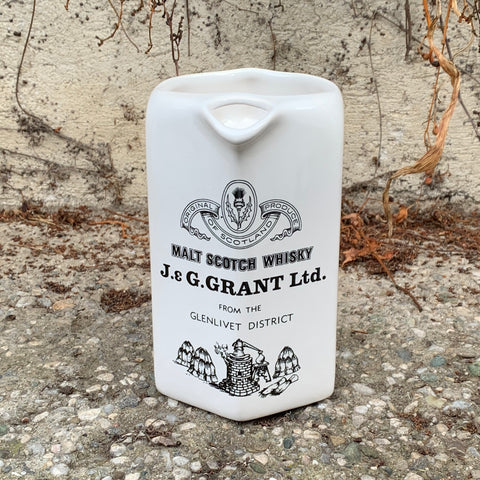 ORIGINAL PRODUCE
OF SCOTLAND
MALT SCOTCH WHISKY
J.& G.GRANT Ltd.
FROM THE
GLENLIVET DISTRICT